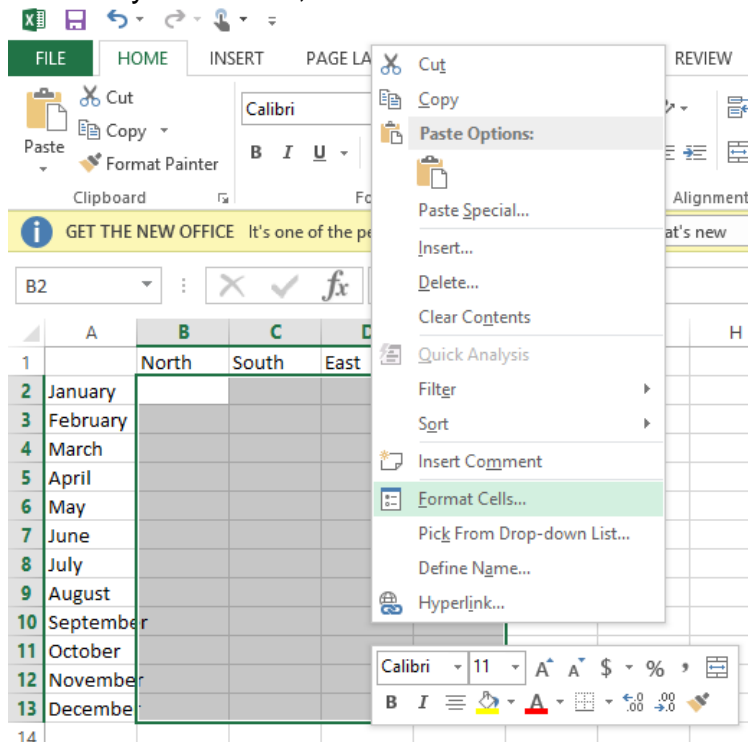 FILE HOME INSERT PAGE LA REVIEW
Cut
Copy
Paste
Format Painter
Clipboard
Calibri
B I U
Fo
Alignment
GET THE NEW OFFICE It's one of the pe at's new
B2
fx
A B C D H
1 North South East
2 January
3 February
4 March
5 April
6 May
7 June
8 July
9 August
10 September
11 October
12 November
13 December
14
Cut
Copy
Paste Options:
Paste Special...
Insert...
Delete...
Clear Contents
Quick Analysis
Filter
Sort
Insert Comment
Format Cells...
Pick From Drop-down List...
Define Name...
Hyperlink...
Calibri 11 A A $ % ,
B I A .0 .00 .00 .0